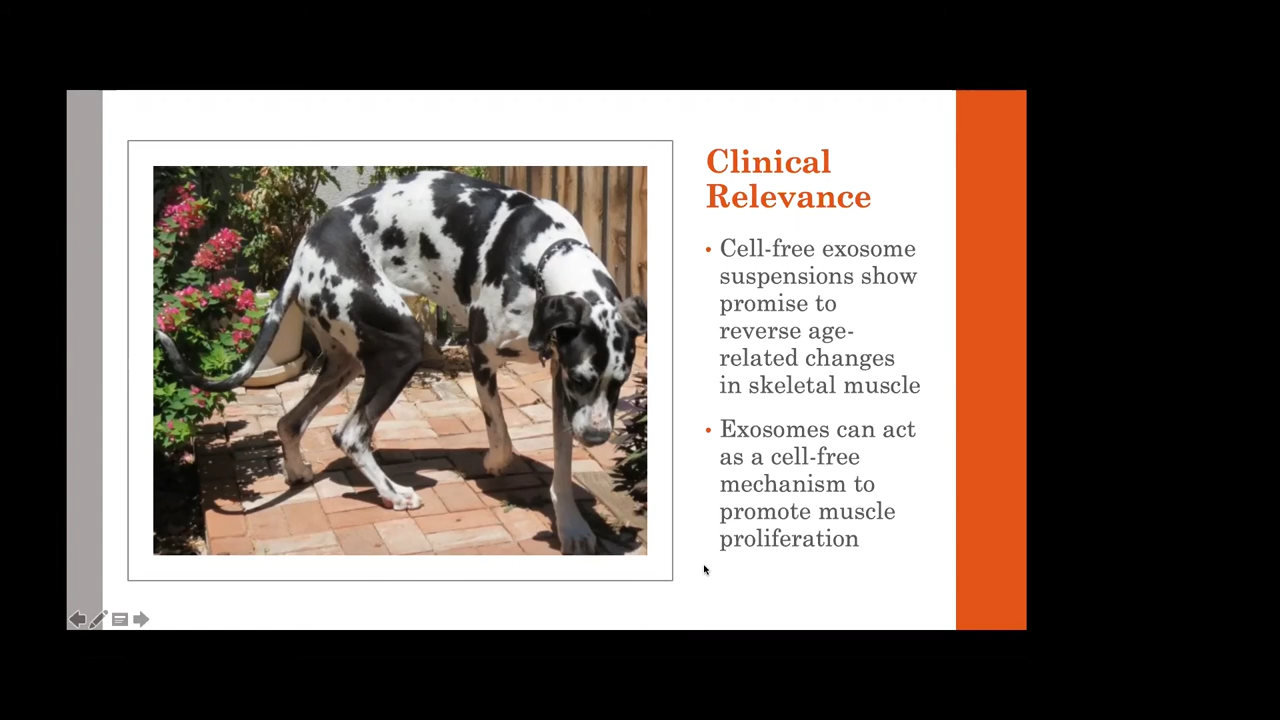 Clinical
Relevance
• Cell-free exosome
suspensions show
promise to
reverse age-
related changes
in skeletal muscle
• Exosomes can act
as a cell-free
mechanism to
promote muscle
proliferation